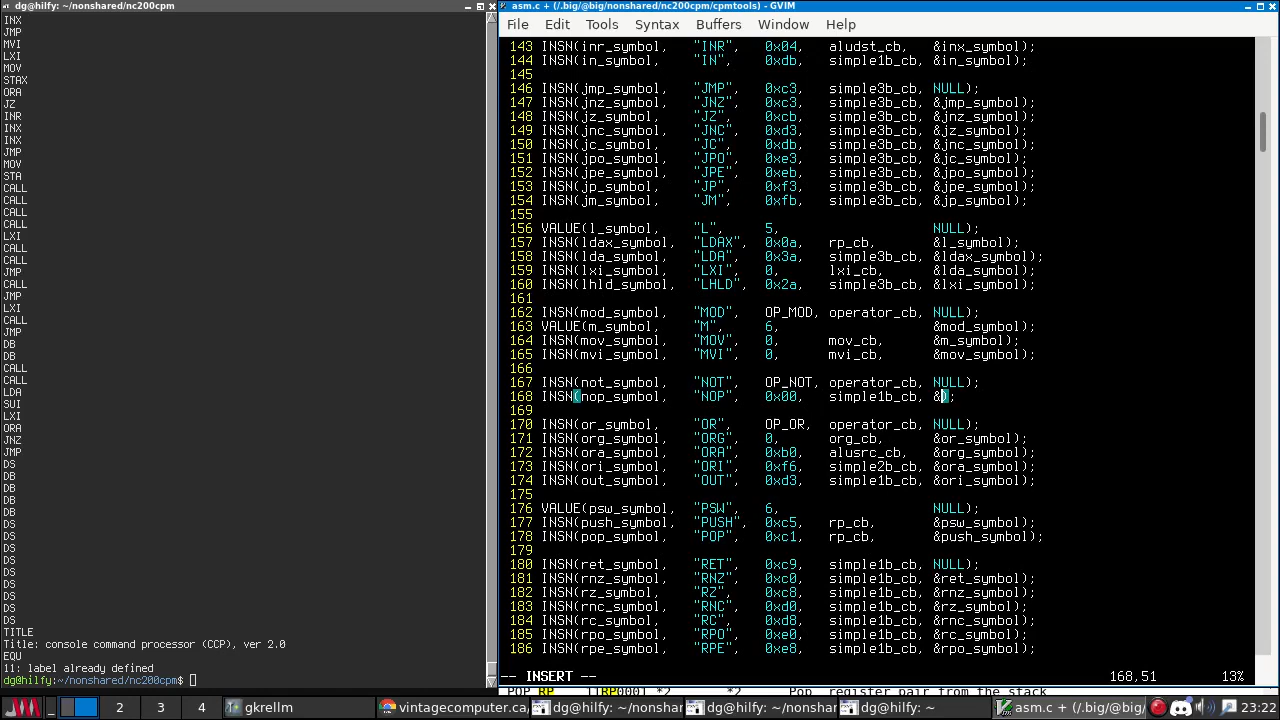 dg@hilfy: ~/nonshared/nc200cpm
INX
JMP
MVI
LXI
MOV
STAX
ORA
JZ
INR
INX
INX
JMP
MOV
STA
CALL
CALL
CALL
CALL
LXI
CALL
CALL
JMP
CALL
JMP
LXI
CALL
JMP
DB
DB
CALL
CALL
LDA
SUI
LXI
ORA
JNZ
JMP
DS
DS
DB
DB
DB
DS
DS
DS
DS
DS
DS
DS
DS
DS
TITLE
Title: console command processor (CCP), ver 2.0
EQU
11: label already defined
dg@hilfy:~/nonshared/nc200cpm$
asm.c + (/.big/@/big/nonshared/nc200cpm/cpmtools) - GVIM
File Edit Tools Syntax Buffers Window Help
143 INSN(inr_symbol, "INR", 0x04, aludst_cb, &inx_symbol);
144 INSN(in_symbol, "IN", 0xdb, simple1b_cb, &in_symbol);
145
146 INSN(jmp_symbol, "JMP", 0xc3, simple3b_cb, NULL);
147 INSN(jnz_symbol, "JNZ", 0xc3, simple3b_cb, &jmp_symbol);
148 INSN(jz_symbol, "JZ", 0xcb, simple3b_cb, &jnz_symbol);
149 INSN(jnc_symbol, "JNC", 0xd3, simple3b_cb, &jz_symbol);
150 INSN(jc_symbol, "JC", 0xdb, simple3b_cb, &jnc_symbol);
151 INSN(jpo_symbol, "JPO", 0xe3, simple3b_cb, &jc_symbol);
152 INSN(jpe_symbol, "JPE", 0xeb, simple3b_cb, &jpo_symbol);
153 INSN(jp_symbol, "JP", 0xf3, simple3b_cb, &jpe_symbol);
154 INSN(jm_symbol, "JM", 0xfb, simple3b_cb, &jp_symbol);
155
156 VALUE(l_symbol, "L", 5, NULL);
157 INSN(ldax_symbol, "LDAX", 0x0a, rp_cb, &l_symbol);
158 INSN(lda_symbol, "LDA", 0x3a, simple3b_cb, &ldax_symbol);
159 INSN(lxi_symbol, "LXI", 0, lxi_cb, &lda_symbol);
160 INSN(lhld_symbol, "LHLD", 0x2a, simple3b_cb, &lxi_symbol);
161
162 INSN(mod_symbol, "MOD", OP_MOD, operator_cb, NULL);
163 VALUE(m_symbol, "M", 6, &mod_symbol);
164 INSN(mov_symbol, "MOV", 0, mov_cb, &m_symbol);
165 INSN(mvi_symbol, "MVI", 0, mvi_cb, &mov_symbol);
166
167 INSN(not_symbol, "NOT", OP_NOT, operator_cb, NULL);
168 INSN(nop_symbol, "NOP", 0x00, simple1b_cb, &);
169
170 INSN(or_symbol, "OR", OP_OR, operator_cb, NULL);
171 INSN(org_symbol, "ORG", 0, org_cb, &or_symbol);
172 INSN(ora_symbol, "ORA", 0xb0, alusrc_cb, &org_symbol);
173 INSN(ori_symbol, "ORI", 0xf6, simple2b_cb, &ora_symbol);
174 INSN(out_symbol, "OUT", 0xd3, simple1b_cb, &ori_symbol);
175
176 VALUE(psw_symbol, "PSW", 6, NULL);
177 INSN(push_symbol, "PUSH", 0xc5, rp_cb, &psw_symbol);
178 INSN(pop_symbol, "POP", 0xc1, rp_cb, &push_symbol);
179
180 INSN(ret_symbol, "RET", 0xc9, simple1b_cb, NULL);
181 INSN(rnz_symbol, "RNZ", 0xc0, simple1b_cb, &ret_symbol);
182 INSN(rz_symbol, "RZ", 0xc8, simple1b_cb, &rnz_symbol);
183 INSN(rnc_symbol, "RNC", 0xd0, simple1b_cb, &rz_symbol);
184 INSN(rc_symbol, "RC", 0xd8, simple1b_cb, &rnc_symbol);
185 INSN(rpo_symbol, "RPO", 0xe0, simple1b_cb, &rc_symbol);
186 INSN(rpe_symbol, "RPE", 0xe8, simple1b_cb, &rpo_symbol);
-- INSERT -- 168,51 13%
POP RP 11RP0001 *2 *2 Pop register pair from the stack
2 3 4 gkrellm vintagecomputer.ca/ dg@hilfy: ~/nonshar dg@hilfy: ~/nonshar dg@hilfy: ~ asm.c + (/.big/@/bi 23:22